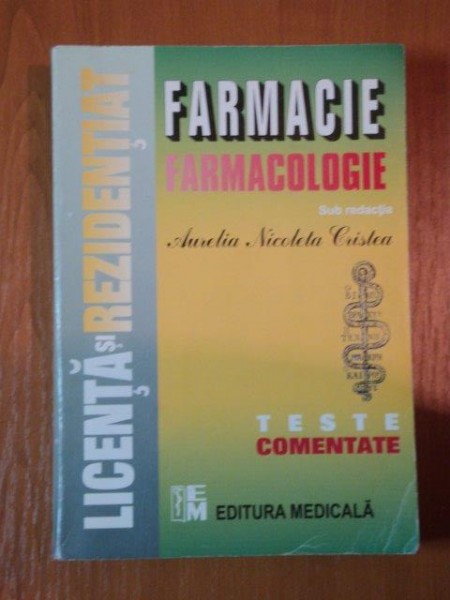 LICENȚĂ ȘI REZIDENȚIAT
FARMACIE
FARMACOLOGIE
Sub redacția
Aurelia Nicoleta Cristea
TESTE
COMENTATE
EM EDITURA MEDICALĂ